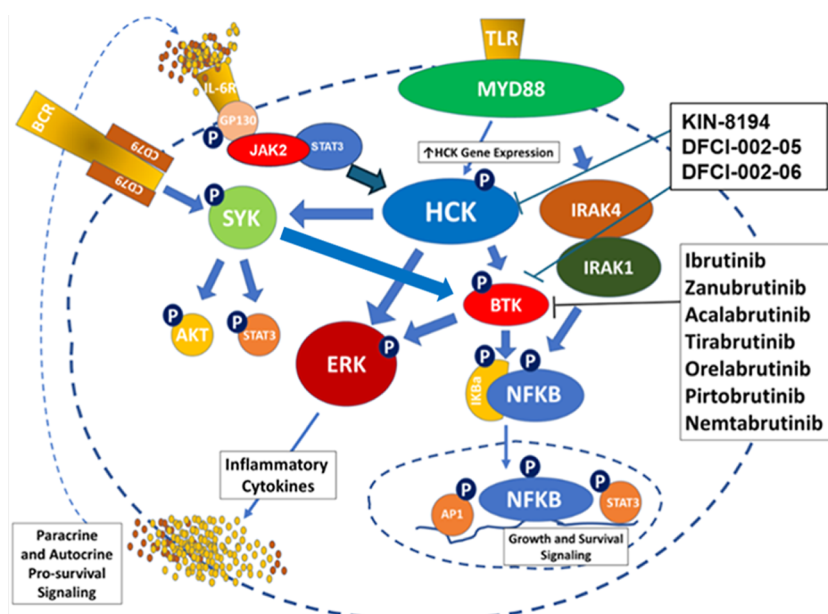 TLR
MYD88
IL-6R
GP130
P
JAK2
STAT3
BCR
CD79
CD79
↑HCK Gene Expression
KIN-8194
DFCI-002-05
DFCI-002-06
P
SYK
P
HCK
IRAK4
IRAK1
Ibrutinib
Zanubrutinib
Acalabrutinib
Tirabrutinib
Orelabrutinib
Pirtobrutinib
Nemtabrutinib
P
BTK
P
AKT
P
STAT3
ERK
P
P
IKBa
P
NFKB
Inflammatory
Cytokines
P
AP1
P
NFKB
P
STAT3
Growth and Survival
Signaling
Paracrine
and Autocrine
Pro-survival
Signaling